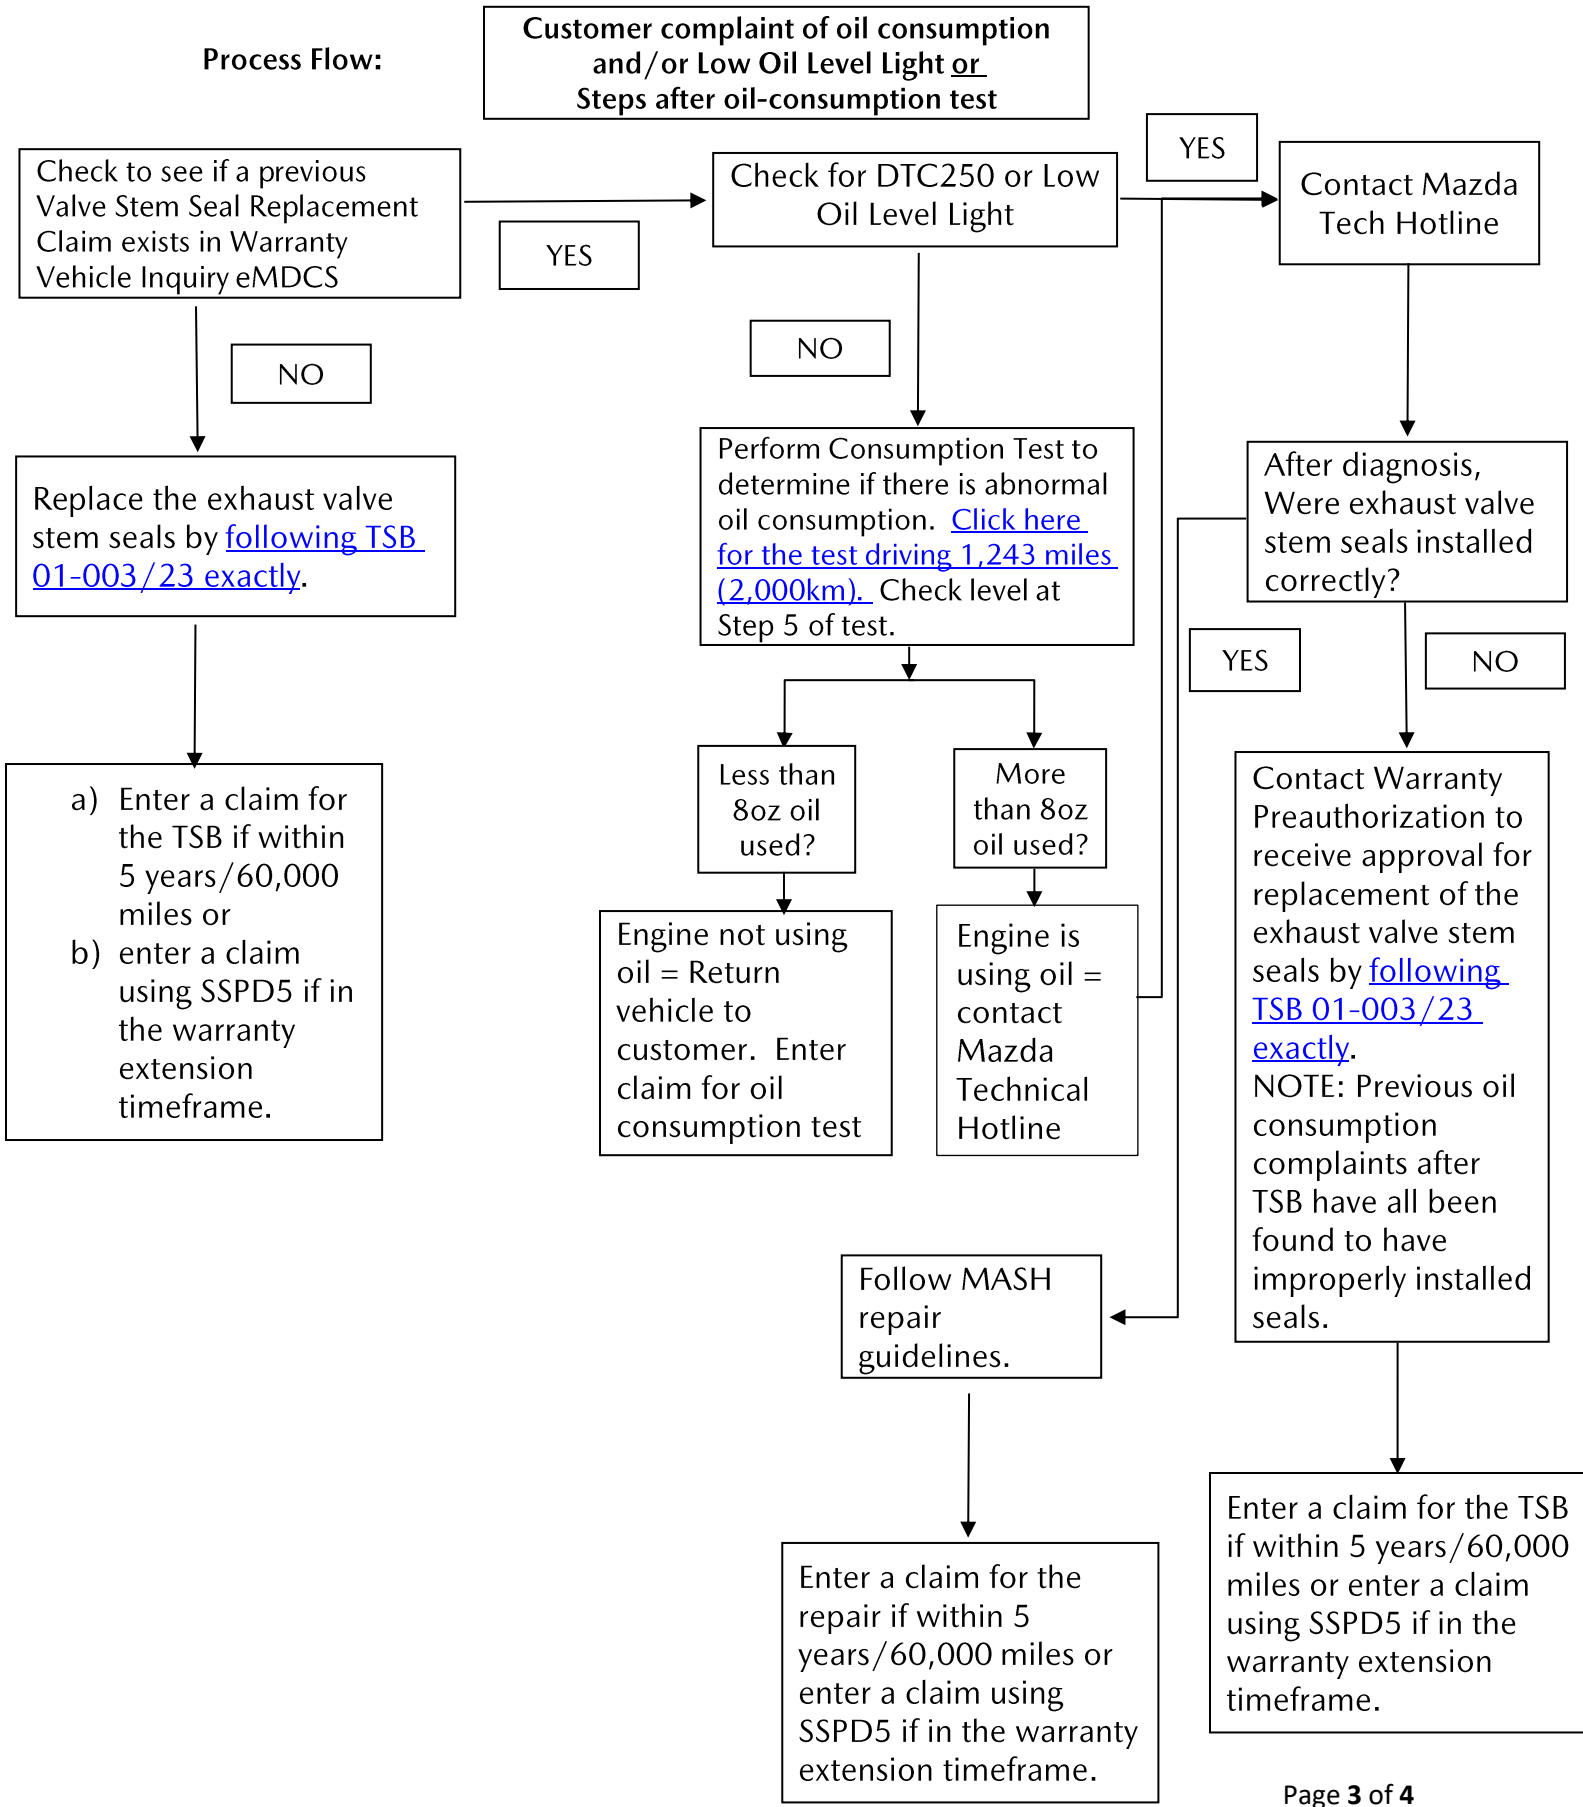 Process Flow:
Customer complaint of oil consumption
and/or Low Oil Level Light or
Steps after oil-consumption test
Check to see if a previous
Valve Stem Seal Replacement
Claim exists in Warranty
Vehicle Inquiry eMDCS
YES
Check for DTC250 or Low
Oil Level Light
YES
Contact Mazda
Tech Hotline
NO
NO
Replace the exhaust valve
stem seals by following TSB
01-003/23 exactly.
Perform Consumption Test to
determine if there is abnormal
oil consumption. Click here
for the test driving 1,243 miles
(2,000km). Check level at
Step 5 of test.
After diagnosis,
Were exhaust valve
stem seals installed
correctly?
YES
NO
a) Enter a claim for
the TSB if within
5 years/60,000
miles or
b) enter a claim
using SSPD5 if in
the warranty
extension
timeframe.
Less than
8oz oil
used?
More
than 8oz
oil used?
Engine not using
oil = Return
vehicle to
customer. Enter
claim for oil
consumption test
Engine is
using oil =
contact
Mazda
Technical
Hotline
Contact Warranty
Preauthorization to
receive approval for
replacement of the
exhaust valve stem
seals by following
TSB 01-003/23
exactly.
NOTE: Previous oil
consumption
complaints after
TSB have all been
found to have
improperly installed
seals.
Follow MASH
repair
guidelines.
Enter a claim for the
repair if within 5
years/60,000 miles or
enter a claim using
SSPD5 if in the warranty
extension timeframe.
Enter a claim for the TSB
if within 5 years/60,000
miles or enter a claim
using SSPD5 if in the
warranty extension
timeframe.
Page 3 of 4